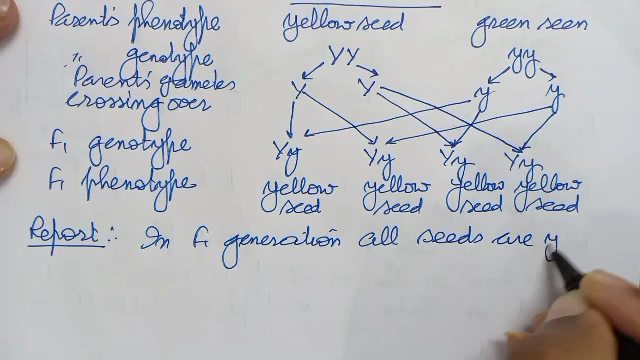 Parent's phenotype yellow seed green seen
" genotype YY yy
Parent's gametes Y Y y y
crossing over
F1 genotype Yy Yy Yy Yy
F1 phenotype yellow seed yellow seed yellow seed yellow seed
Report:- In F1 generation all seeds are y